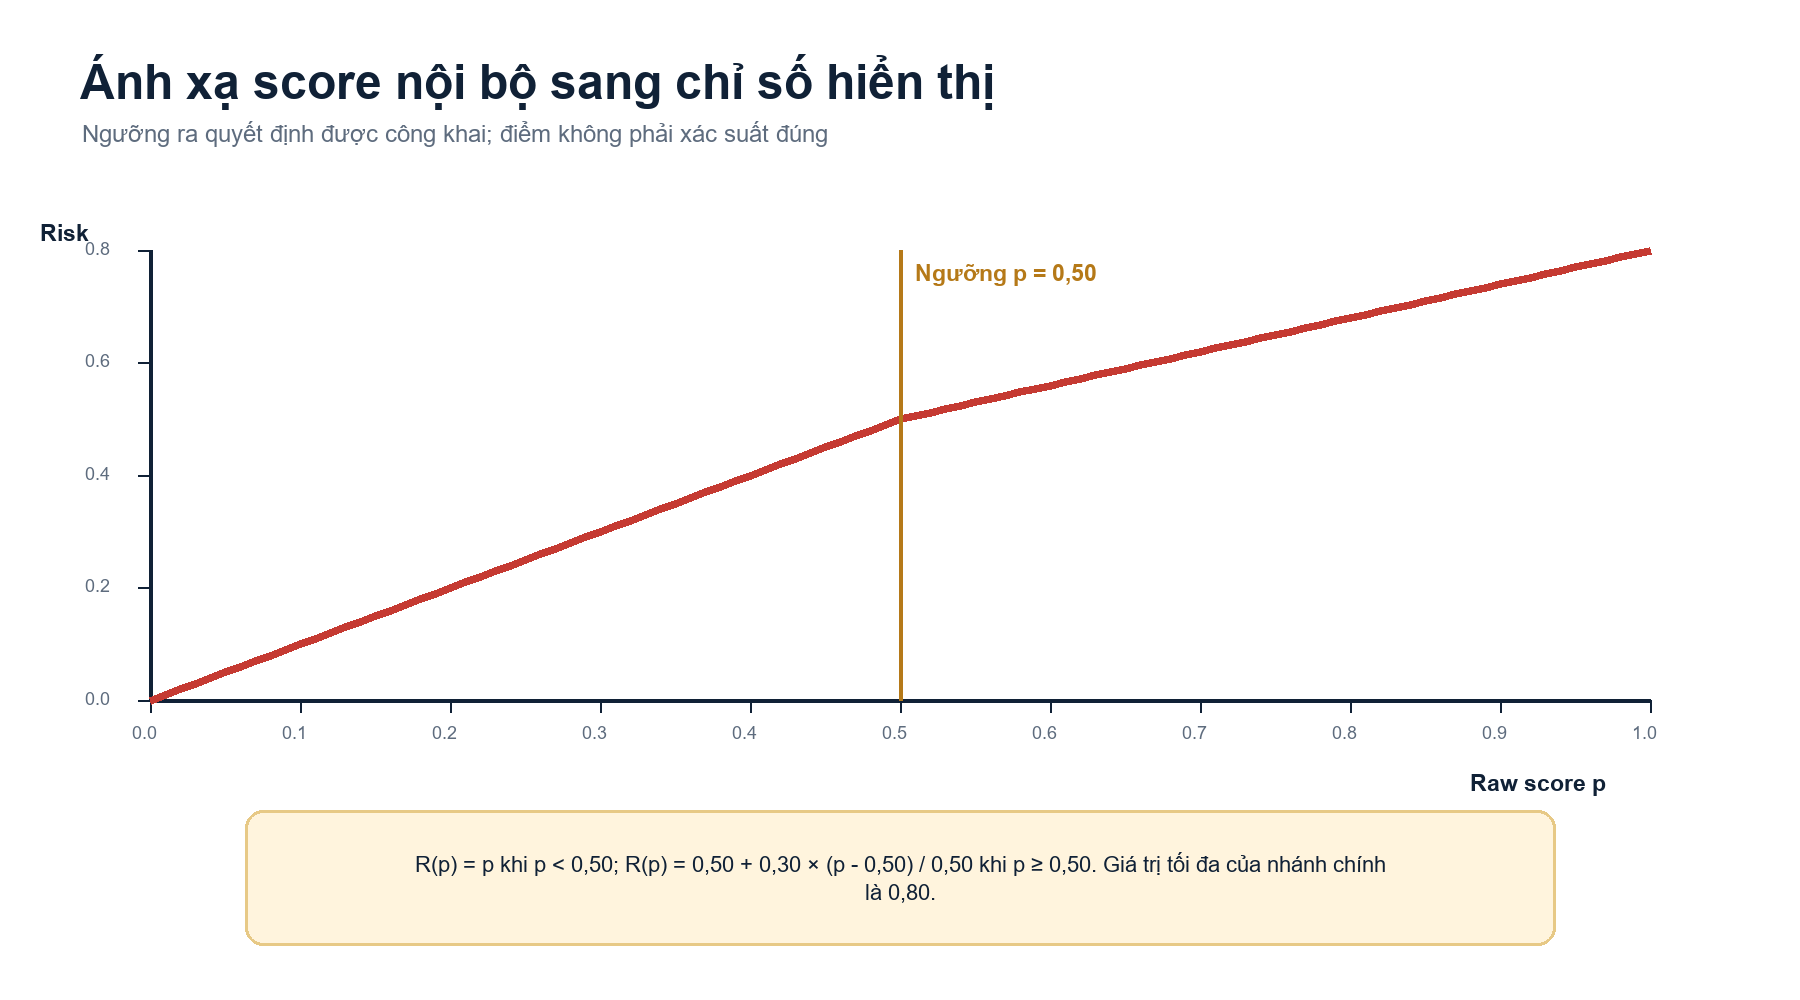 Ánh xạ score nội bộ sang chỉ số hiển thị
Ngưỡng ra quyết định được công khai; điểm không phải xác suất đúng
Risk
0.8
Ngưỡng p = 0,50
0.6
0.4
0.2
0.0
0.0 0.1 0.2 0.3 0.4 0.5 0.6 0.7 0.8 0.9 1.0
Raw score p
R(p) = p khi p < 0,50; R(p) = 0,50 + 0,30 × (p - 0,50) / 0,50 khi p ≥ 0,50. Giá trị tối đa của nhánh chính
là 0,80.